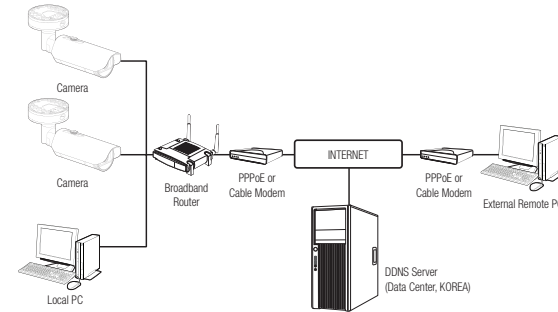 Camera
Camera
Local PC
Broadband
Router
PPPoE or
Cable Modem
INTERNET
DDNS Server
(Data Center, KOREA)
PPPoE or
Cable Modem
External Remote PC